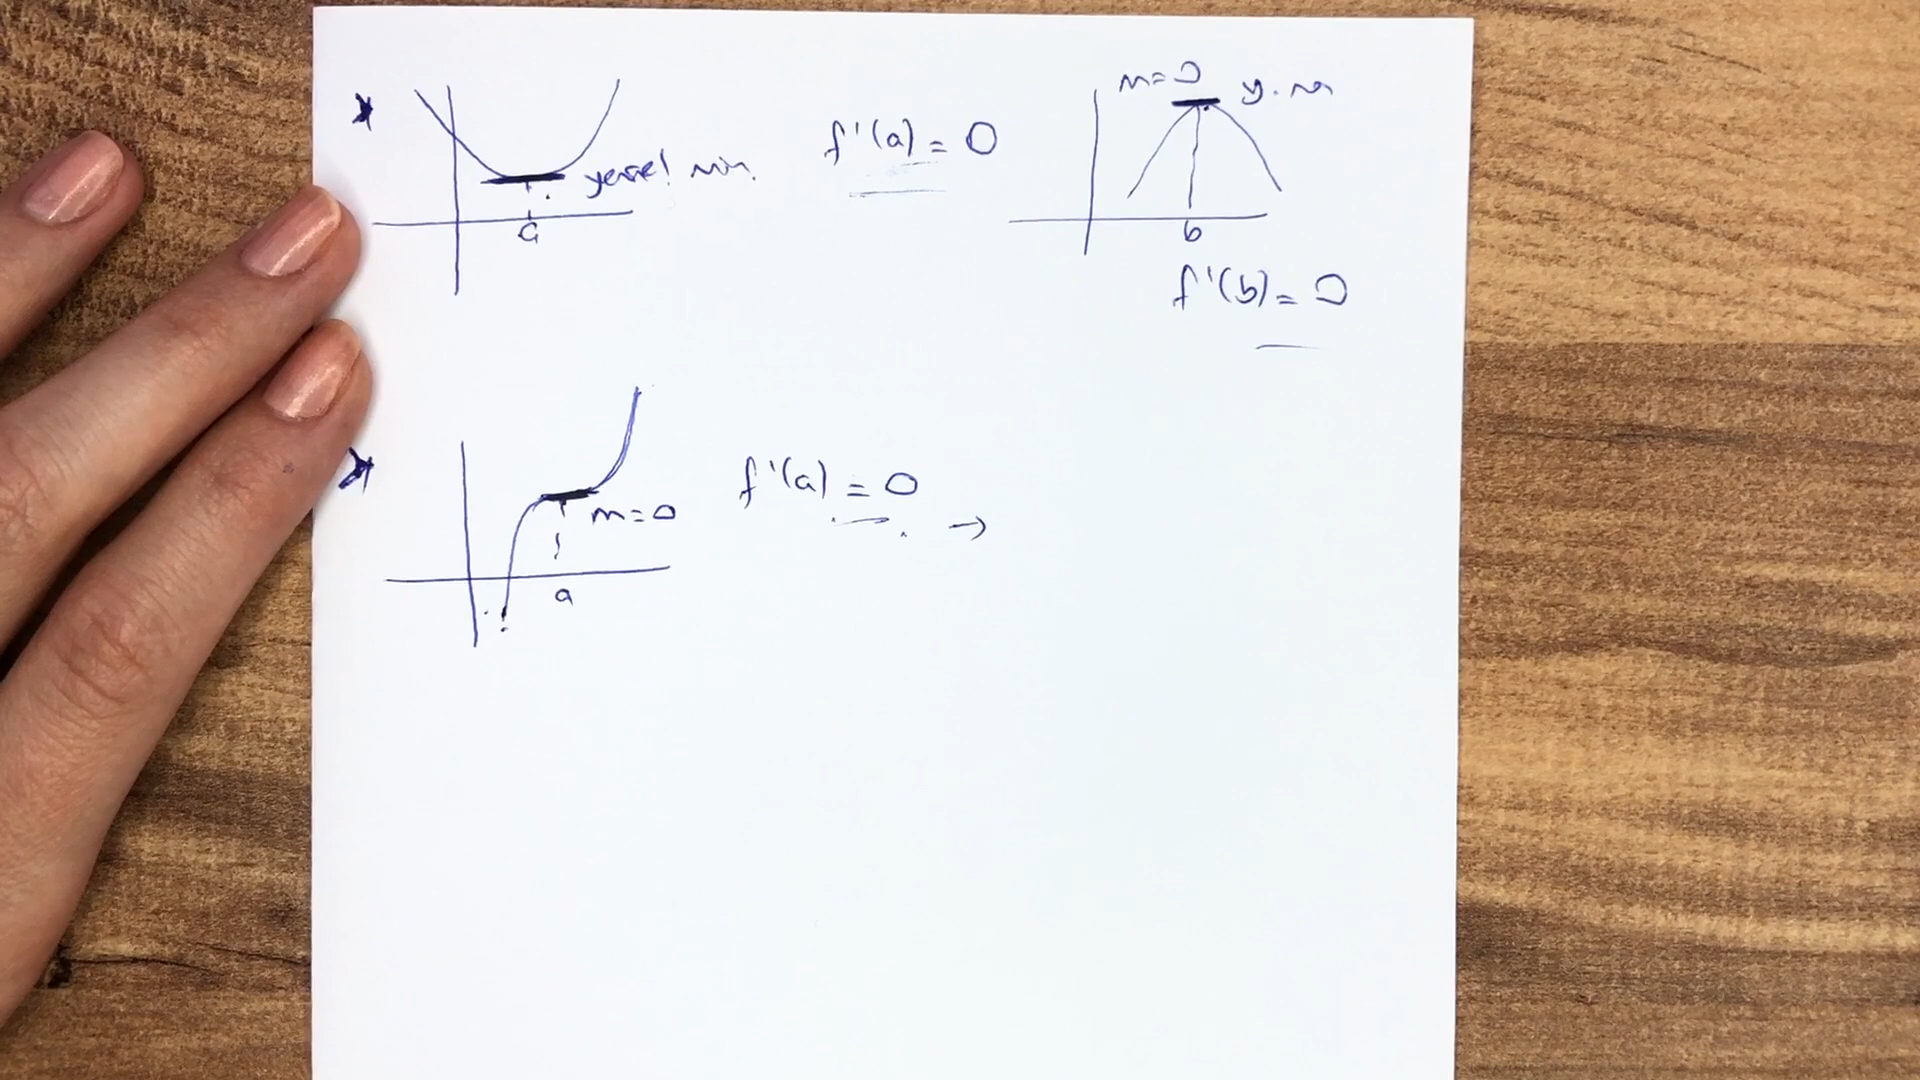 yerel min.
a
f'(a) = 0
m=0
b
f'(b) = 0
m=0
a
f'(a) = 0 →